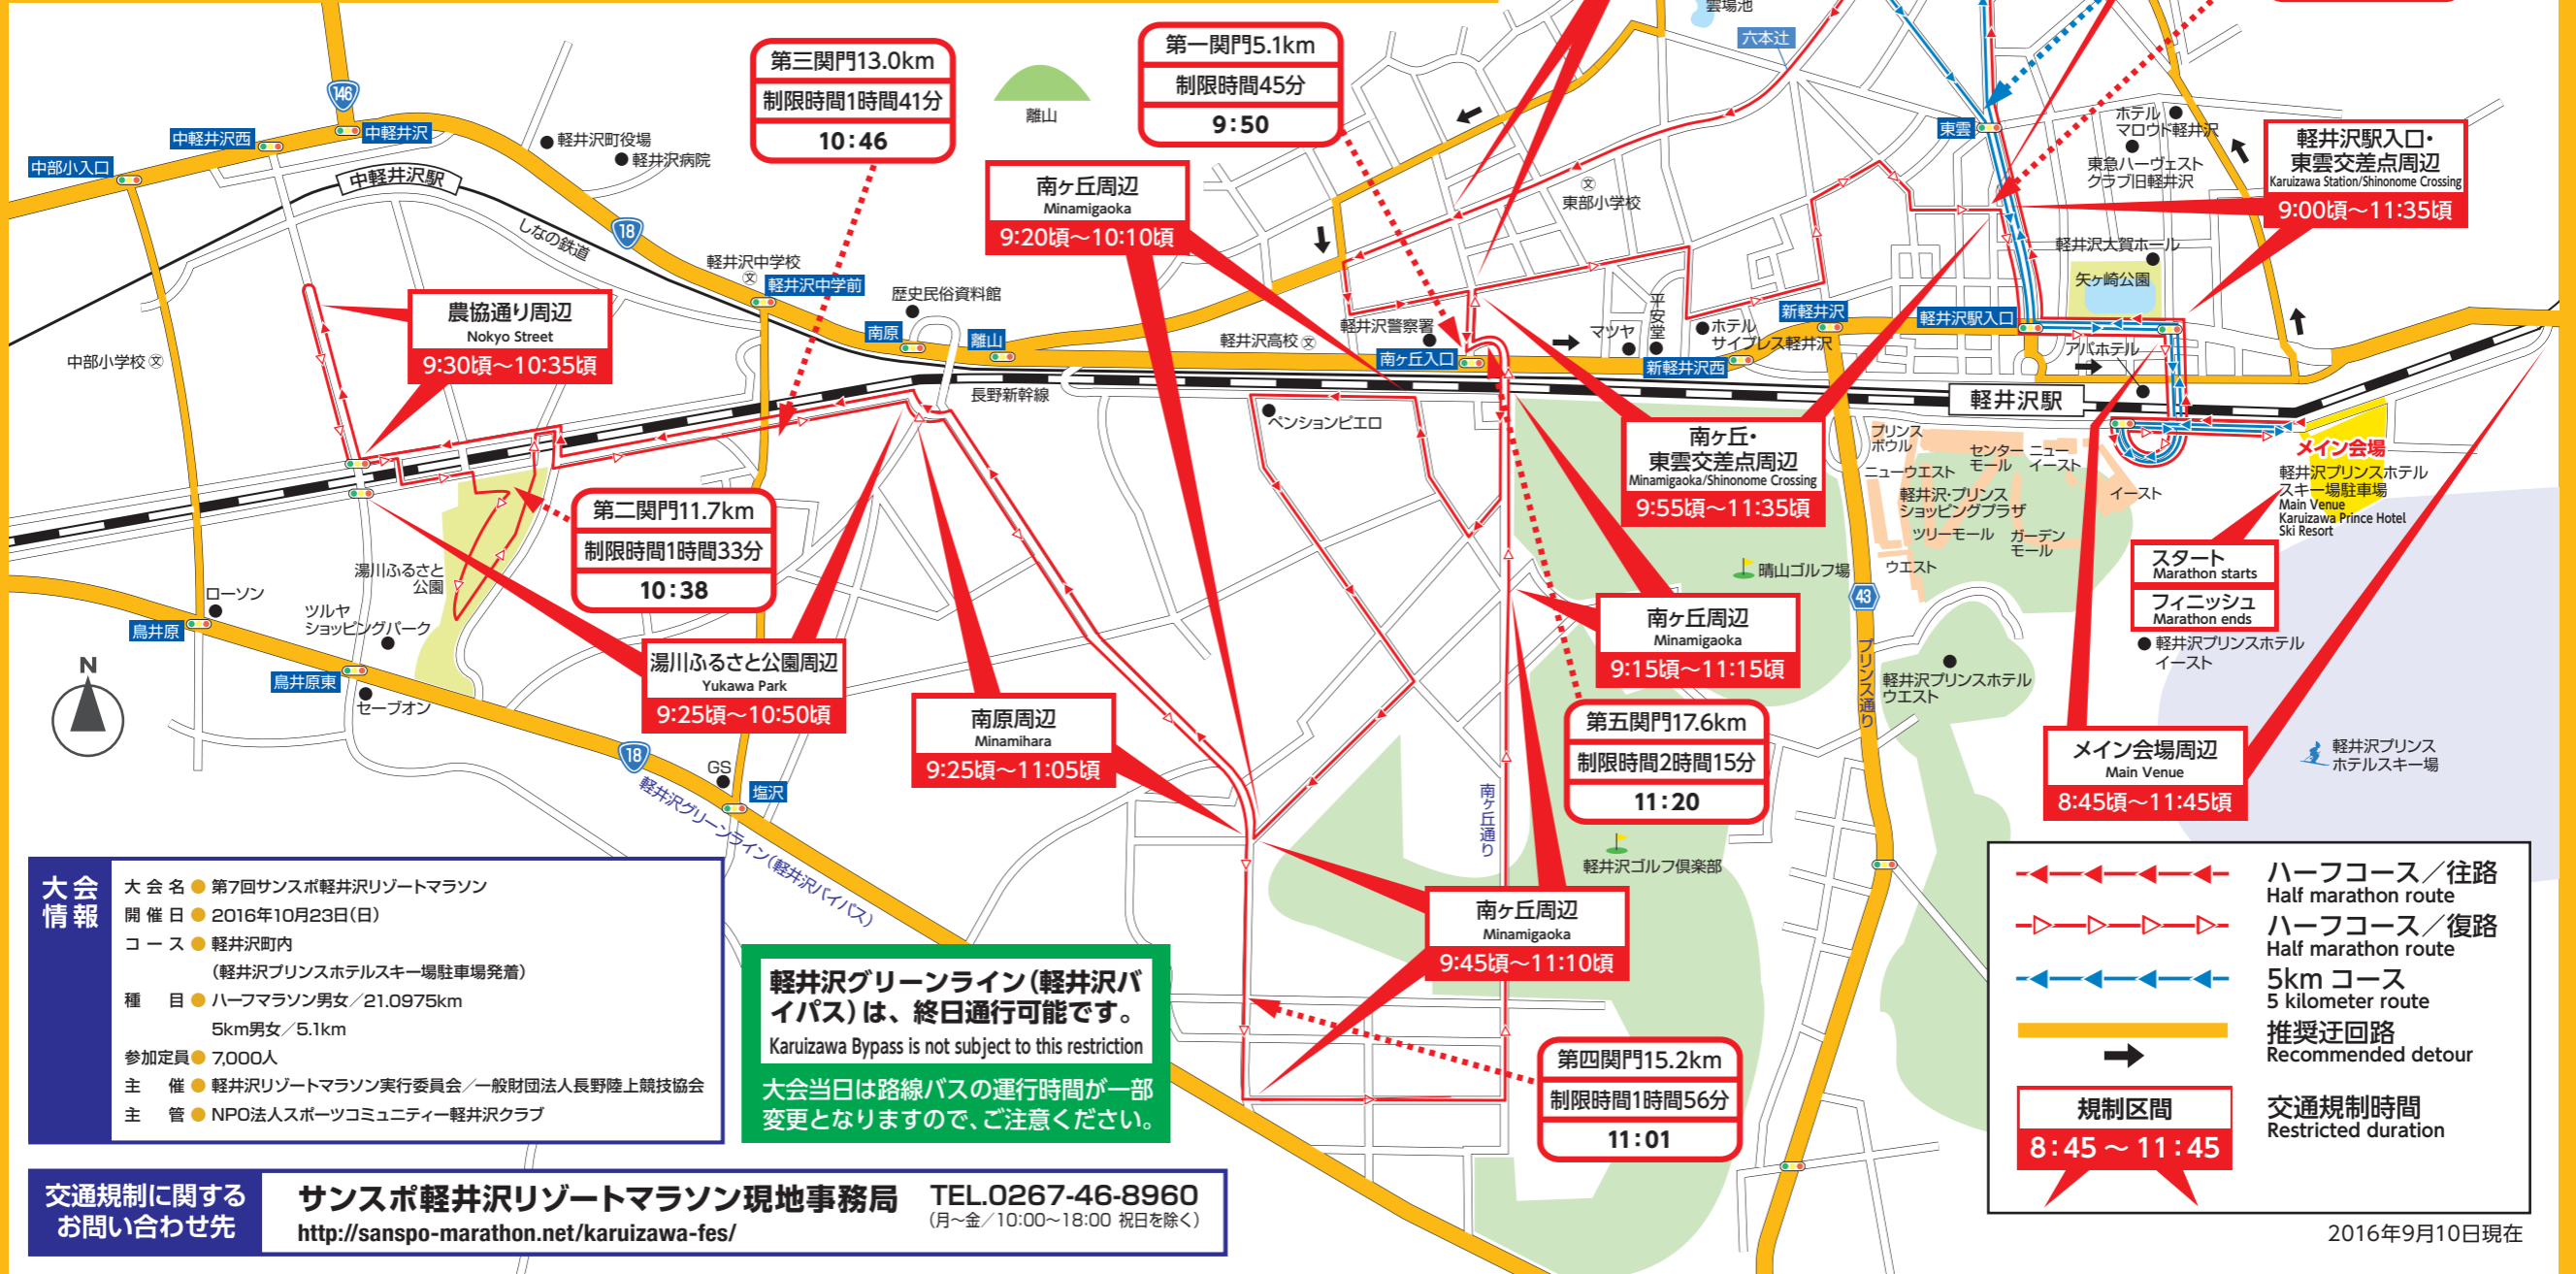 雲場池
六本辻
第三関門13.0km
制限時間1時間41分
10:46
離山
第一関門5.1km
制限時間45分
9:50
146
中軽井沢西
中軽井沢
中部小入口
軽井沢町役場
軽井沢病院
中軽井沢駅
しなの鉄道
18
南ヶ丘周辺
Minamigaoka
9:20頃〜10:10頃
文
東部小学校
東雲
ホテル
マロウド軽井沢
東急ハーヴェスト
クラブ旧軽井沢
軽井沢駅入口・
東雲交差点周辺
Karuizawa Station/Shinonome Crossing
9:00頃〜11:35頃
軽井沢大賀ホール
矢ヶ崎公園
軽井沢中学校
文
軽井沢中学前
歴史民俗資料館
南原
離山
農協通り周辺
Nokyo Street
9:30頃〜10:35頃
中部小学校
文
軽井沢高校
文
軽井沢警察署
南ヶ丘入口
マツヤ
平安堂
ホテル
サイプレス軽井沢
新軽井沢
新軽井沢西
軽井沢駅入口
アパホテル
長野新幹線
軽井沢駅
ペンションピエロ
南ヶ丘・
東雲交差点周辺
Minamigaoka/Shinonome Crossing
9:55頃〜11:35頃
プリンス
ボウル
ニューウエスト
センター
モール
ニュー
イースト
軽井沢・プリンス
ショッピングプラザ
ツリーモール
ガーデン
モール
イースト
ウエスト
メイン会場
軽井沢プリンスホテル
スキー場駐車場
Main Venue
Karuizawa Prince Hotel
Ski Resort
スタート
Marathon starts
フィニッシュ
Marathon ends
軽井沢プリンスホテル
イースト
第二関門11.7km
制限時間1時間33分
10:38
湯川ふるさと
公園
ローソン
鳥井原
ツルヤ
ショッピングパーク
鳥井原東
セーブオン
N
湯川ふるさと公園周辺
Yukawa Park
9:25頃〜10:50頃
南原周辺
Minamihara
9:25頃〜11:05頃
晴山ゴルフ場
43
プリンス通り
南ヶ丘周辺
Minamigaoka
9:15頃〜11:15頃
軽井沢プリンスホテル
ウエスト
第五関門17.6km
制限時間2時間15分
11:20
メイン会場周辺
Main Venue
8:45頃〜11:45頃
軽井沢プリンス
ホテルスキー場
18
GS
塩沢
軽井沢グリーンライン(軽井沢バイパス)
南ヶ丘通り
軽井沢ゴルフ倶楽部
南ヶ丘周辺
Minamigaoka
9:45頃〜11:10頃
第四関門15.2km
制限時間1時間56分
11:01
大会
情報
大会名 ● 第7回サンスポ軽井沢リゾートマラソン
開催日 ● 2016年10月23日(日)
コース ● 軽井沢町内
(軽井沢プリンスホテルスキー場駐車場発着)
種目 ● ハーフマラソン男女／21.0975km
5km男女／5.1km
参加定員 ● 7,000人
主催 ● 軽井沢リゾートマラソン実行委員会／一般財団法人長野陸上競技協会
主管 ● NPO法人スポーツコミュニティー軽井沢クラブ
軽井沢グリーンライン(軽井沢バ
イパス)は、終日通行可能です。
Karuizawa Bypass is not subject to this restriction
大会当日は路線バスの運行時間が一部
変更となりますので、ご注意ください。
ハーフコース／往路
Half marathon route
ハーフコース／復路
Half marathon route
5km コース
5 kilometer route
推奨迂回路
Recommended detour
規制区間
8:45 〜 11:45
交通規制時間
Restricted duration
交通規制に関する
お問い合わせ先
サンスポ軽井沢リゾートマラソン現地事務局
http://sanspo-marathon.net/karuizawa-fes/
TEL.0267-46-8960
(月〜金／10:00〜18:00 祝日を除く)
2016年9月10日現在